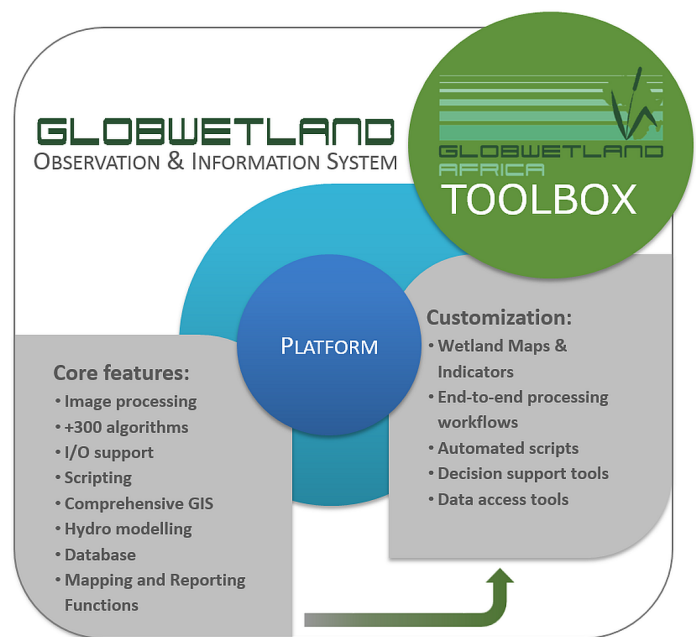 GLOBWETLAND
OBSERVATION & INFORMATION SYSTEM
GLOBWETLAND
AFRICA
TOOLBOX
PLATFORM
Core features:
•Image processing
•+300 algorithms
•I/O support
•Scripting
•Comprehensive GIS
•Hydro modelling
•Database
•Mapping and Reporting
Functions
Customization:
•Wetland Maps &
Indicators
•End-to-end processing
workflows
•Automated scripts
•Decision support tools
•Data access tools